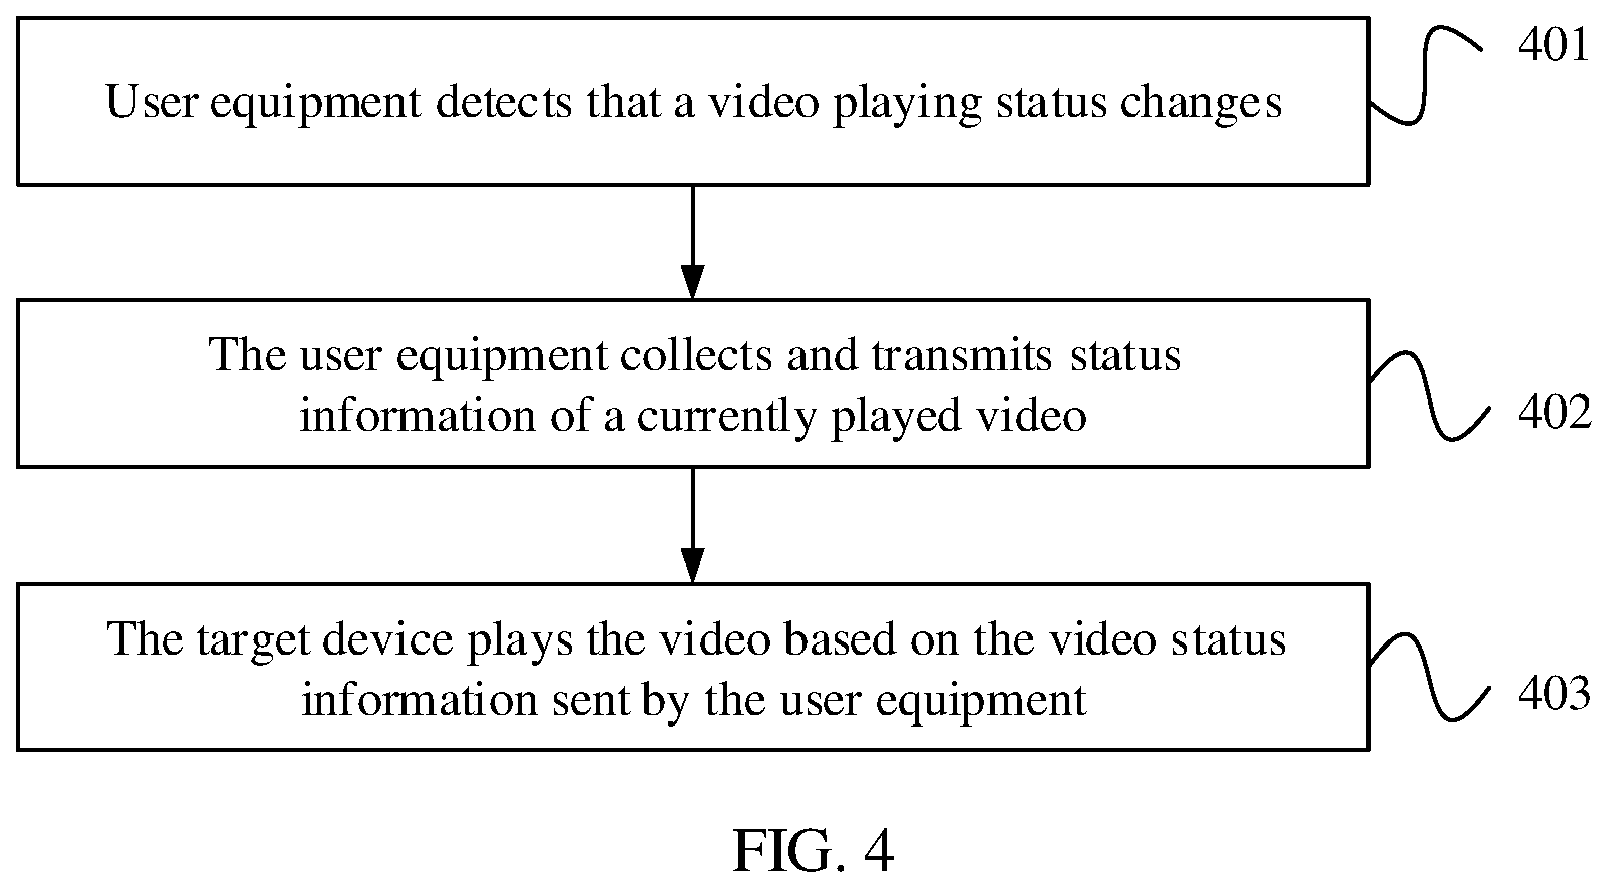 User equipment detects that a video playing status changes
401
The user equipment collects and transmits status
information of a currently played video
402
The target device plays the video based on the video status
information sent by the user equipment
403
FIG. 4